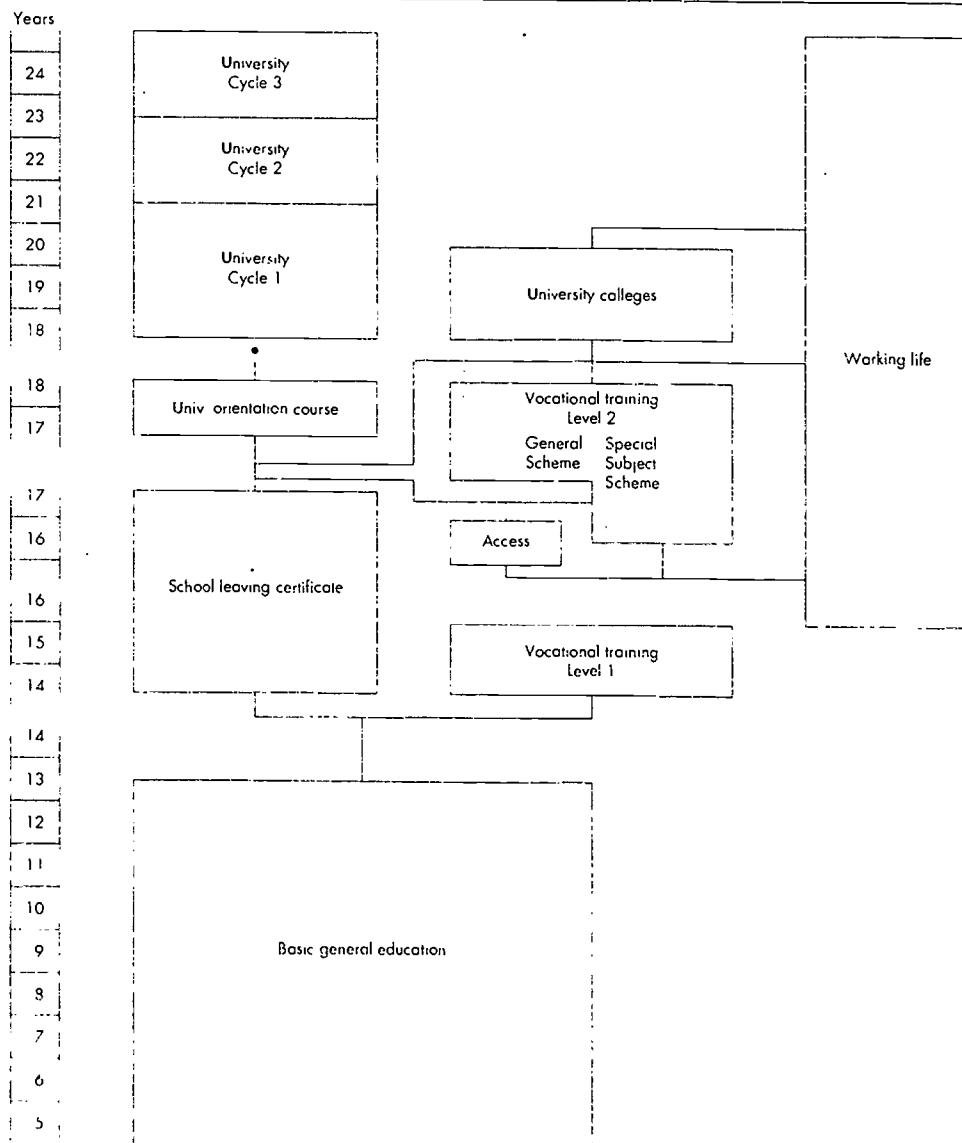 Years
24
23
22
21
20
19
18
18
17
17
16
16
15
14
14
13
12
11
10
9
8
7
6
5
University
Cycle 3
University
Cycle 2
University
Cycle 1
Univ orientation course
School leaving certificate
University colleges
Vocational training
Level 2
General Special
Scheme Subject
Scheme
Access
Vocational training
Level 1
Working life
Basic general education